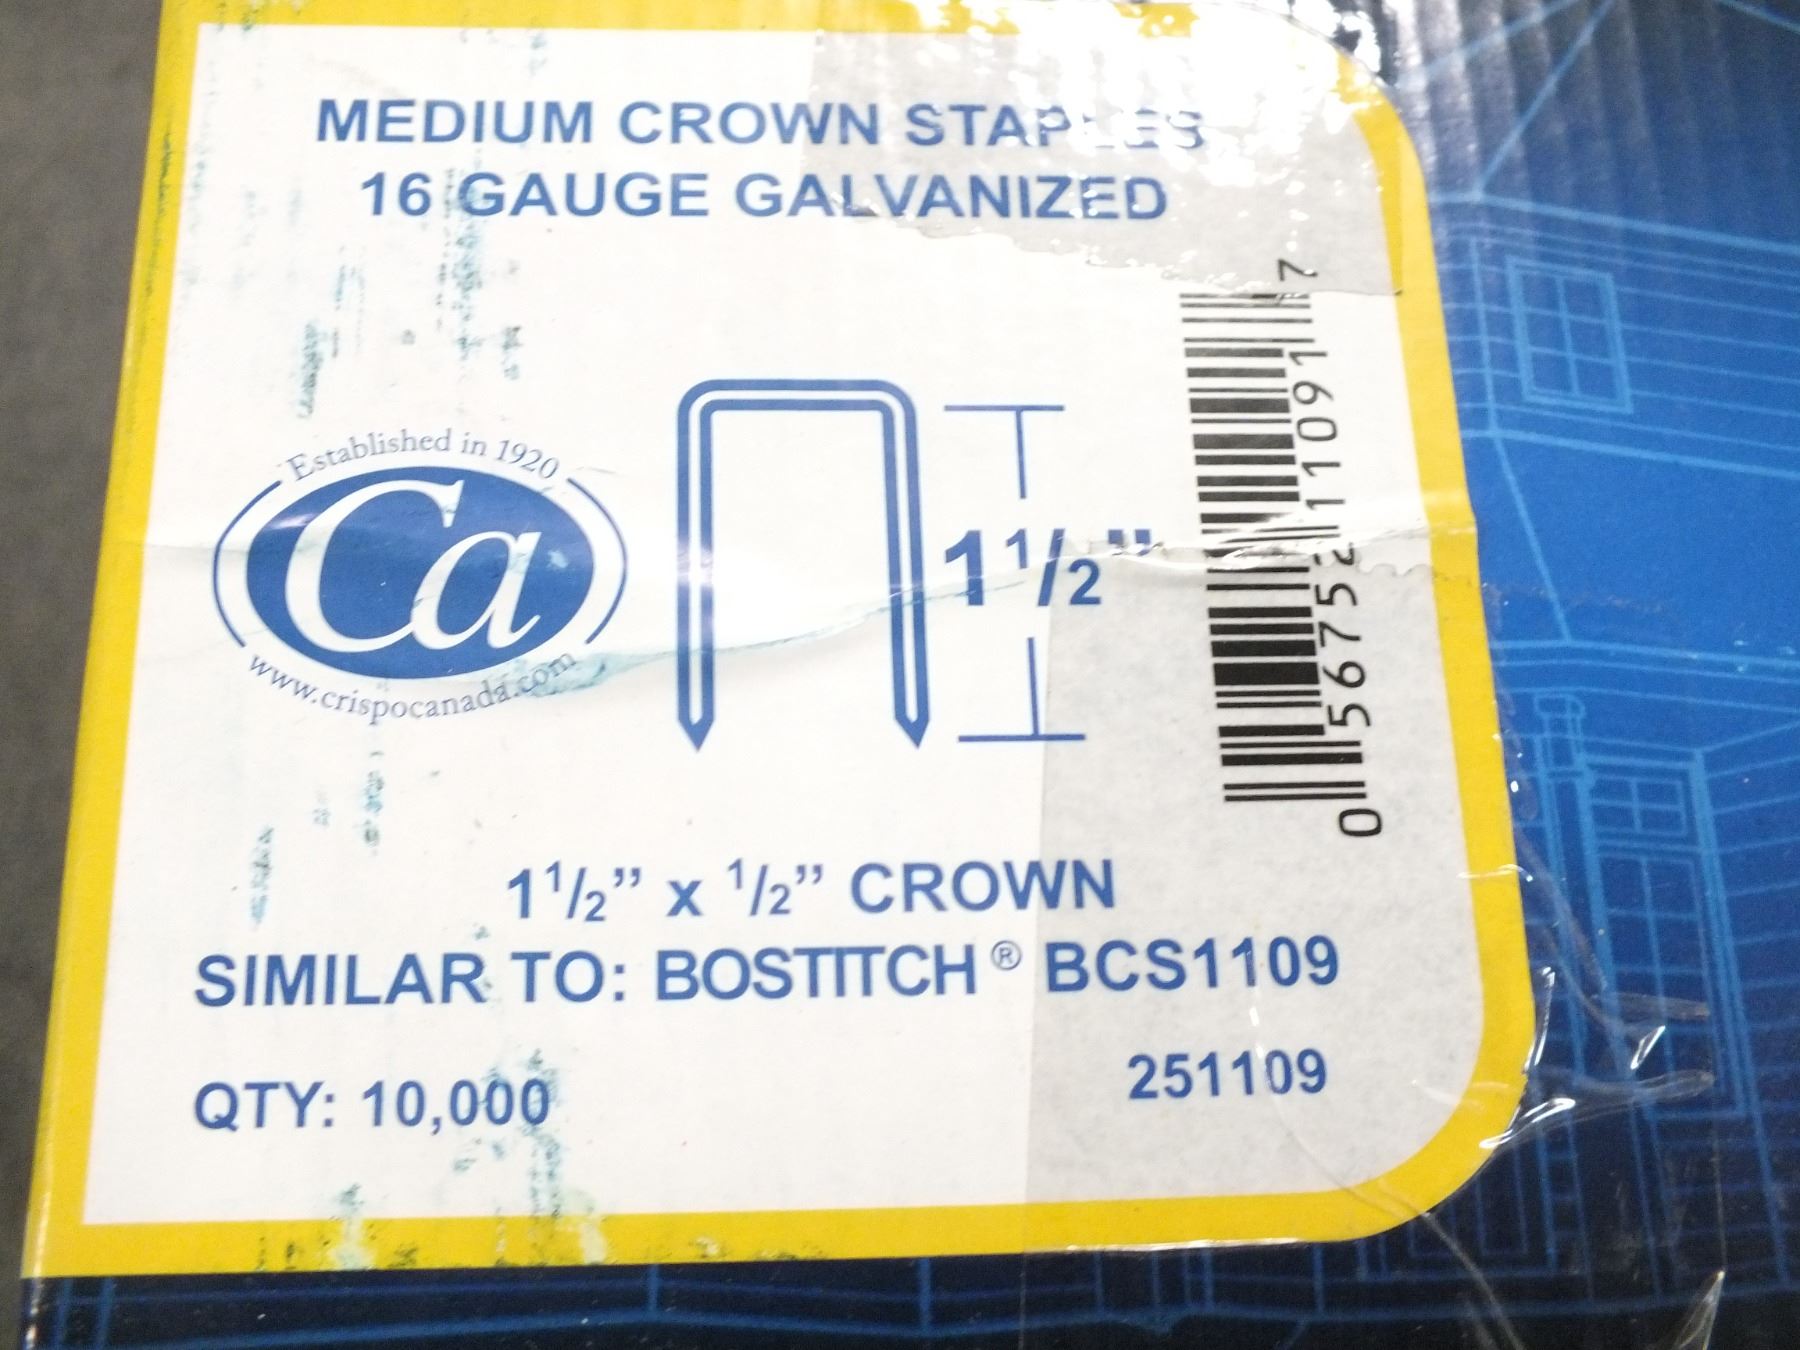 MEDIUM CROWN STAPLES
16 GAUGE GALVANIZED
Established in 1920
Ca
www.crispocanada.com
1 1/2”
0 56752 11091 7
1 1/2” x 1/2” CROWN
SIMILAR TO: BOSTITCH® BCS1109
251109
QTY: 10,000